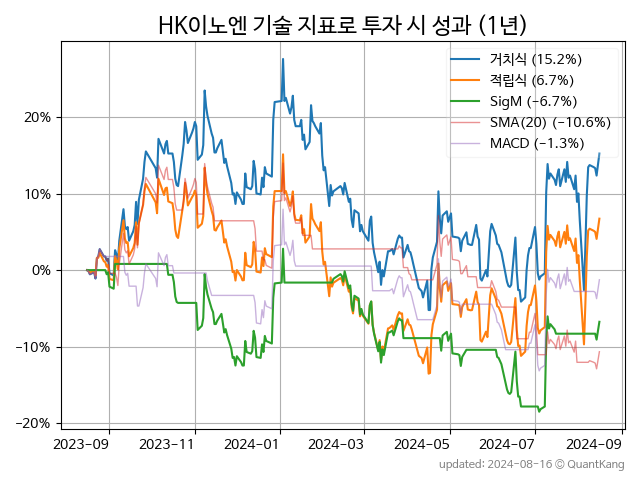 HK이노엔 기술 지표로 투자 시 성과 (1년)
거치식 (15.2%)
적립식 (6.7%)
SigM (−6.7%)
SMA(20) (−10.6%)
MACD (−1.3%)
20%
10%
0%
−10%
−20%
2023-09 2023-11 2024-01 2024-03 2024-05 2024-07 2024-09
updated: 2024-08-16 © QuantKang